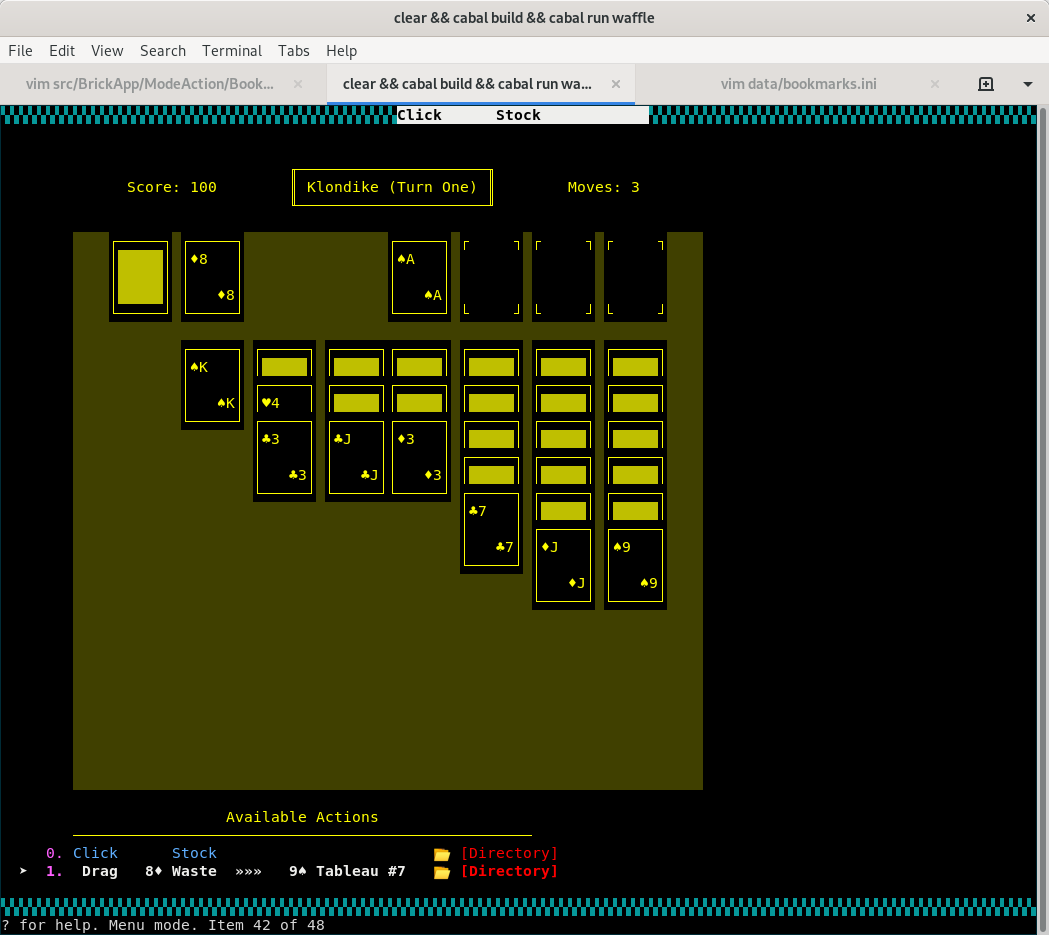 clear && cabal build && cabal run waffle
File Edit View Search Terminal Tabs Help
vim src/BrickApp/ModeAction/Book... clear && cabal build && cabal run wa... vim data/bookmarks.ini
Click Stock
Score: 100 Klondike (Turn One) Moves: 3
♦8 ♠A
♦8 ♠A
♠K
♠K ♥4
♣3 ♣J ♦3
♣3 ♣J ♦3
♣7
♣7 ♦J ♠9
♦J ♠9
Available Actions
0. Click Stock [Directory]
➤ 1. Drag 8♦ Waste »»» 9♠ Tableau #7 [Directory]
? for help. Menu mode. Item 42 of 48